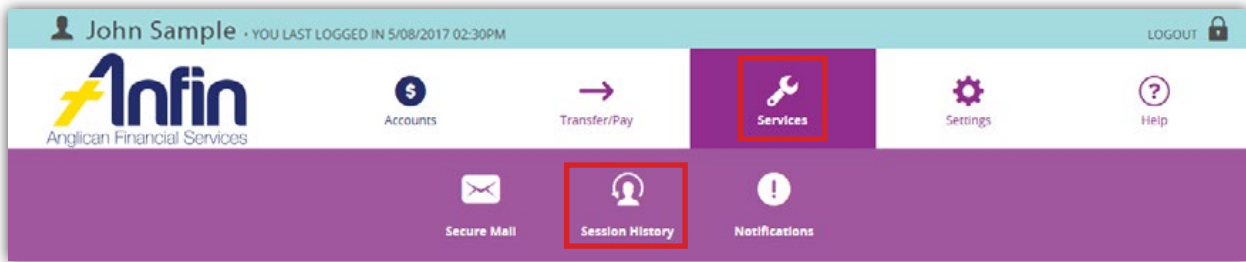 John Sample • YOU LAST LOGGED IN 5/08/2017 02:30PM LOGOUT
Anfin
Anglican Financial Services
$ Accounts
Transfer/Pay
Services
Settings
? Help
Secure Mail
Session History
! Notifications